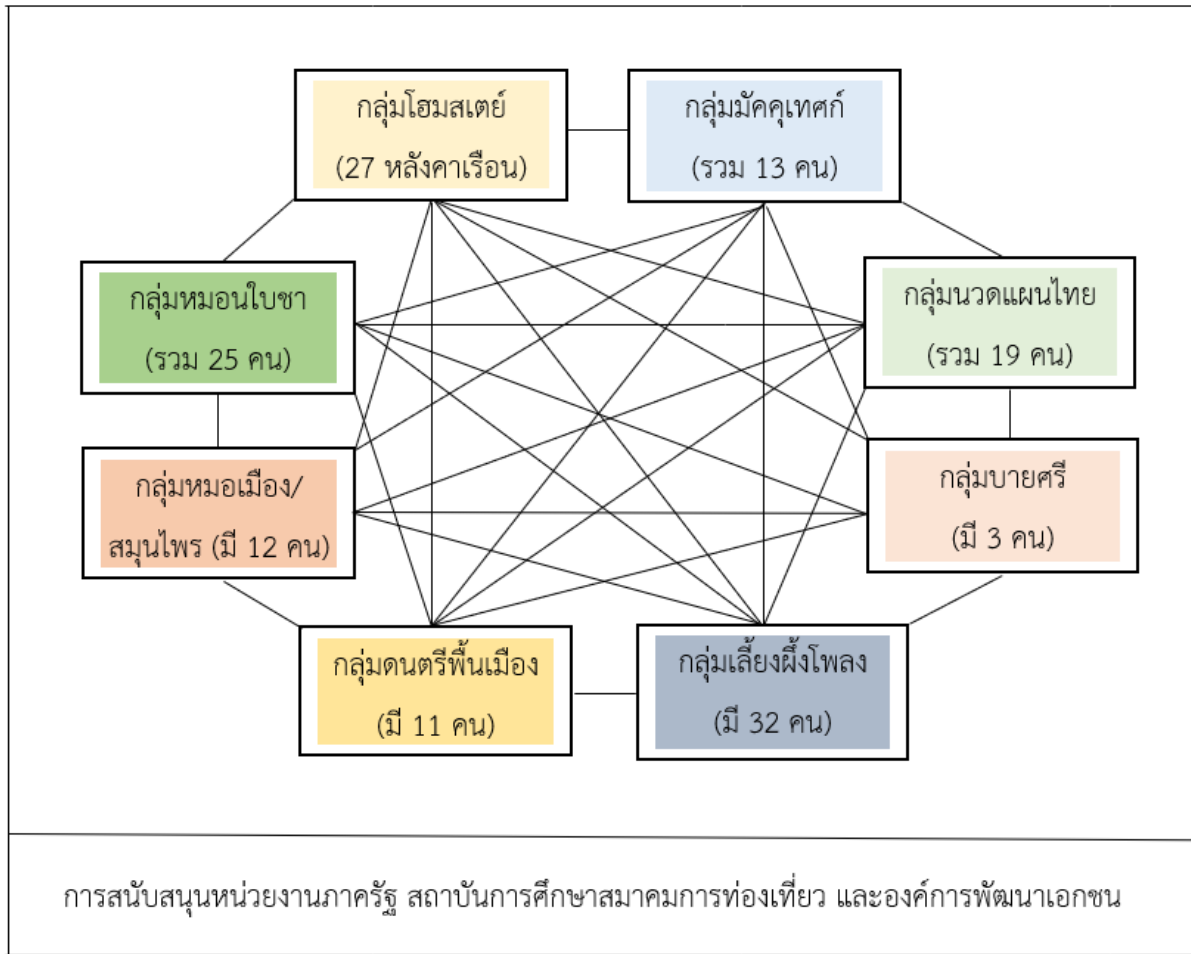 กลุ่มโฮมสเตย์
(27 หลังคาเรือน)
กลุ่มมัคคุเทศก์
(รวม 13 คน)
กลุ่มหมอนใบชา
(รวม 25 คน)
กลุ่มนวดแผนไทย
(รวม 19 คน)
กลุ่มหมอเมือง/
สมุนไพร (มี 12 คน)
กลุ่มบายศรี
(มี 3 คน)
กลุ่มดนตรีพื้นเมือง
(มี 11 คน)
กลุ่มเลี้ยงผึ้งโพลง
(มี 32 คน)
การสนับสนุนหน่วยงานภาครัฐ สถาบันการศึกษาสมาคมการท่องเที่ยว และองค์การพัฒนาเอกชน